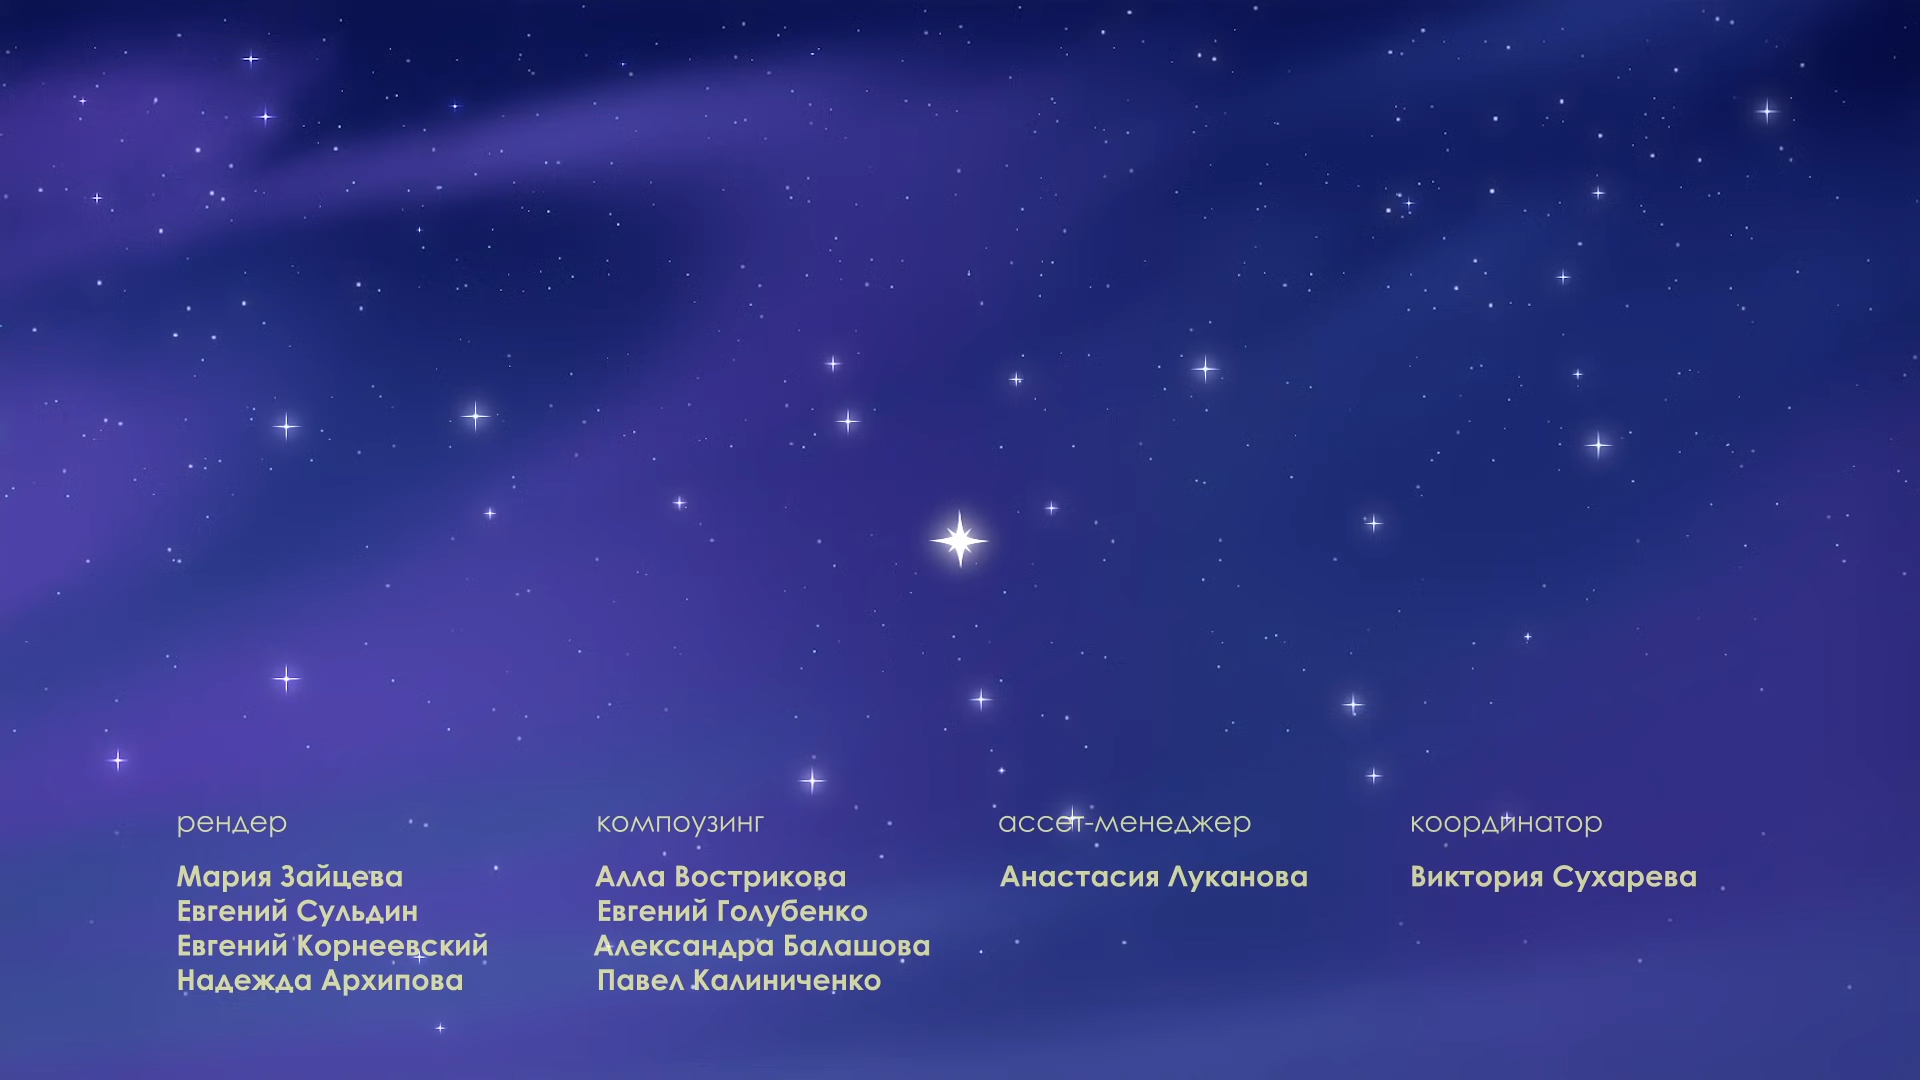 рендер
Мария Зайцева
Евгений Сульдин
Евгений Корнеевский
Надежда Архипова
компоузинг
Алла Вострикова
Евгений Голубенко
Александра Балашова
Павел Калиниченко
ассет-менеджер
Анастасия Луканова
координатор
Виктория Сухарева